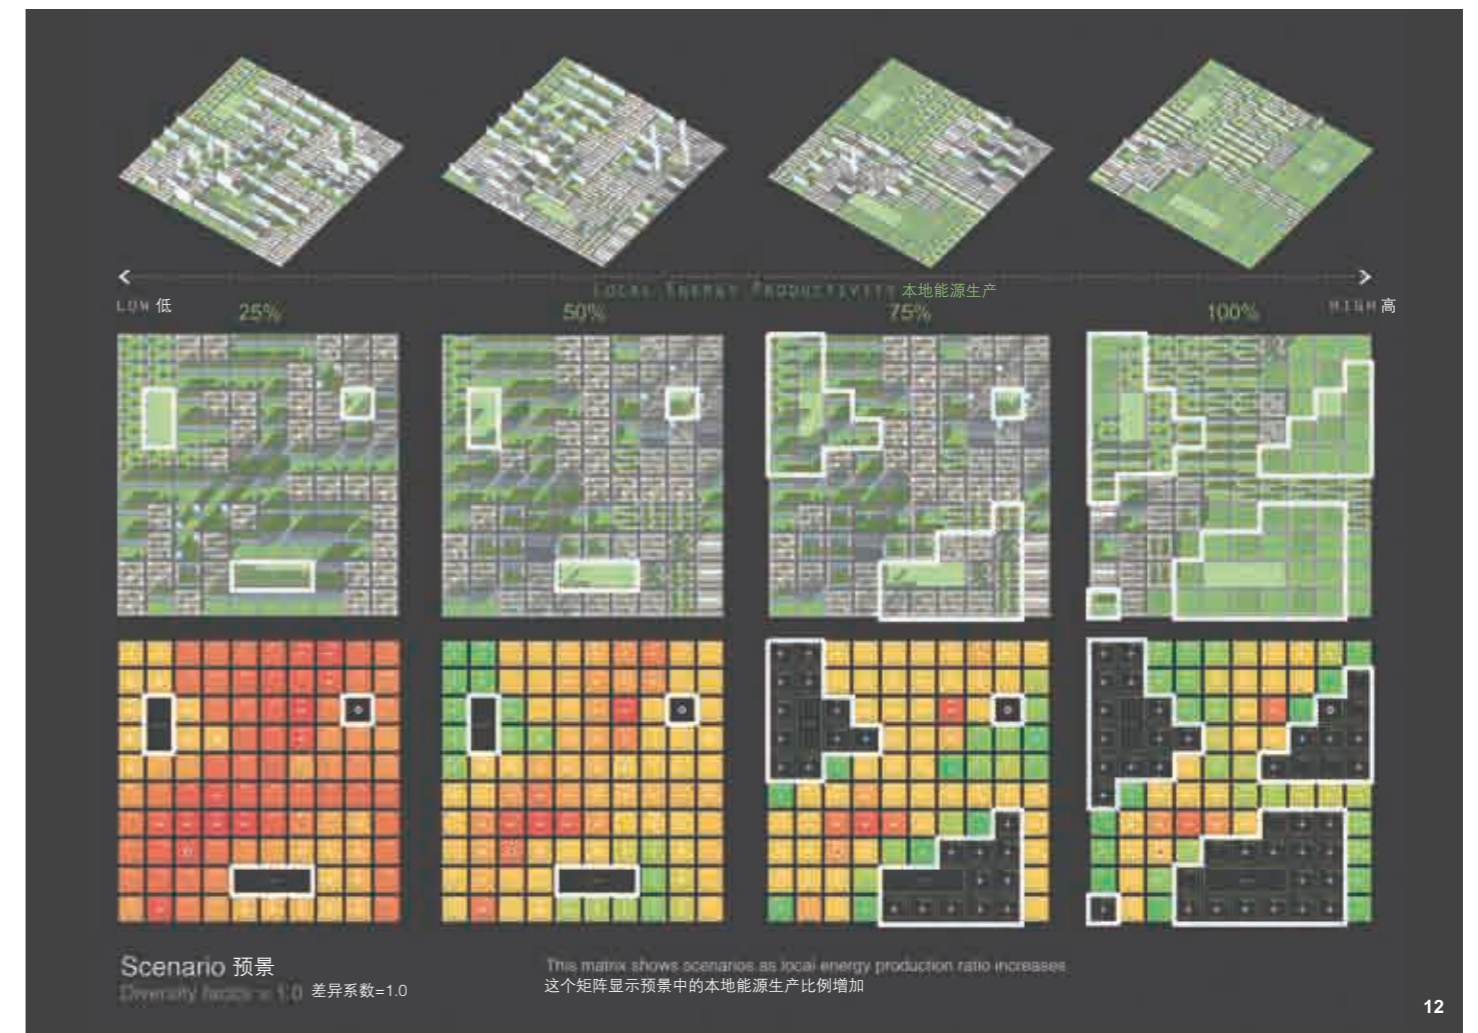 LOCAL ENERGY PRODUCTIVITY 本地能源生产
LOW 低
HIGH 高
25%
50%
75%
100%
Scenario 预景
Diversity factor = 1.0 差异系数=1.0
This matrix shows scenarios as local energy production ratio increases
这个矩阵显示预景中的本地能源生产比例增加
12